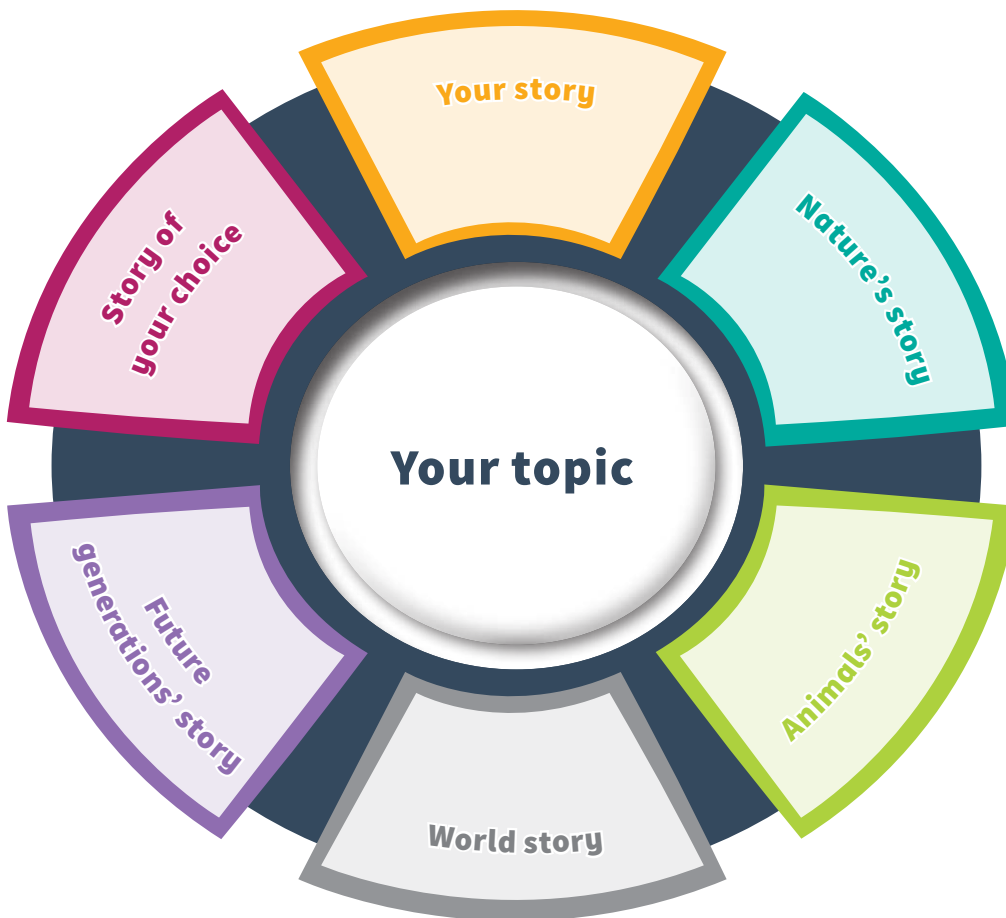 Your story
Nature's story
Animals' story
World story
Future
generations' story
Story of
your choice
Your topic